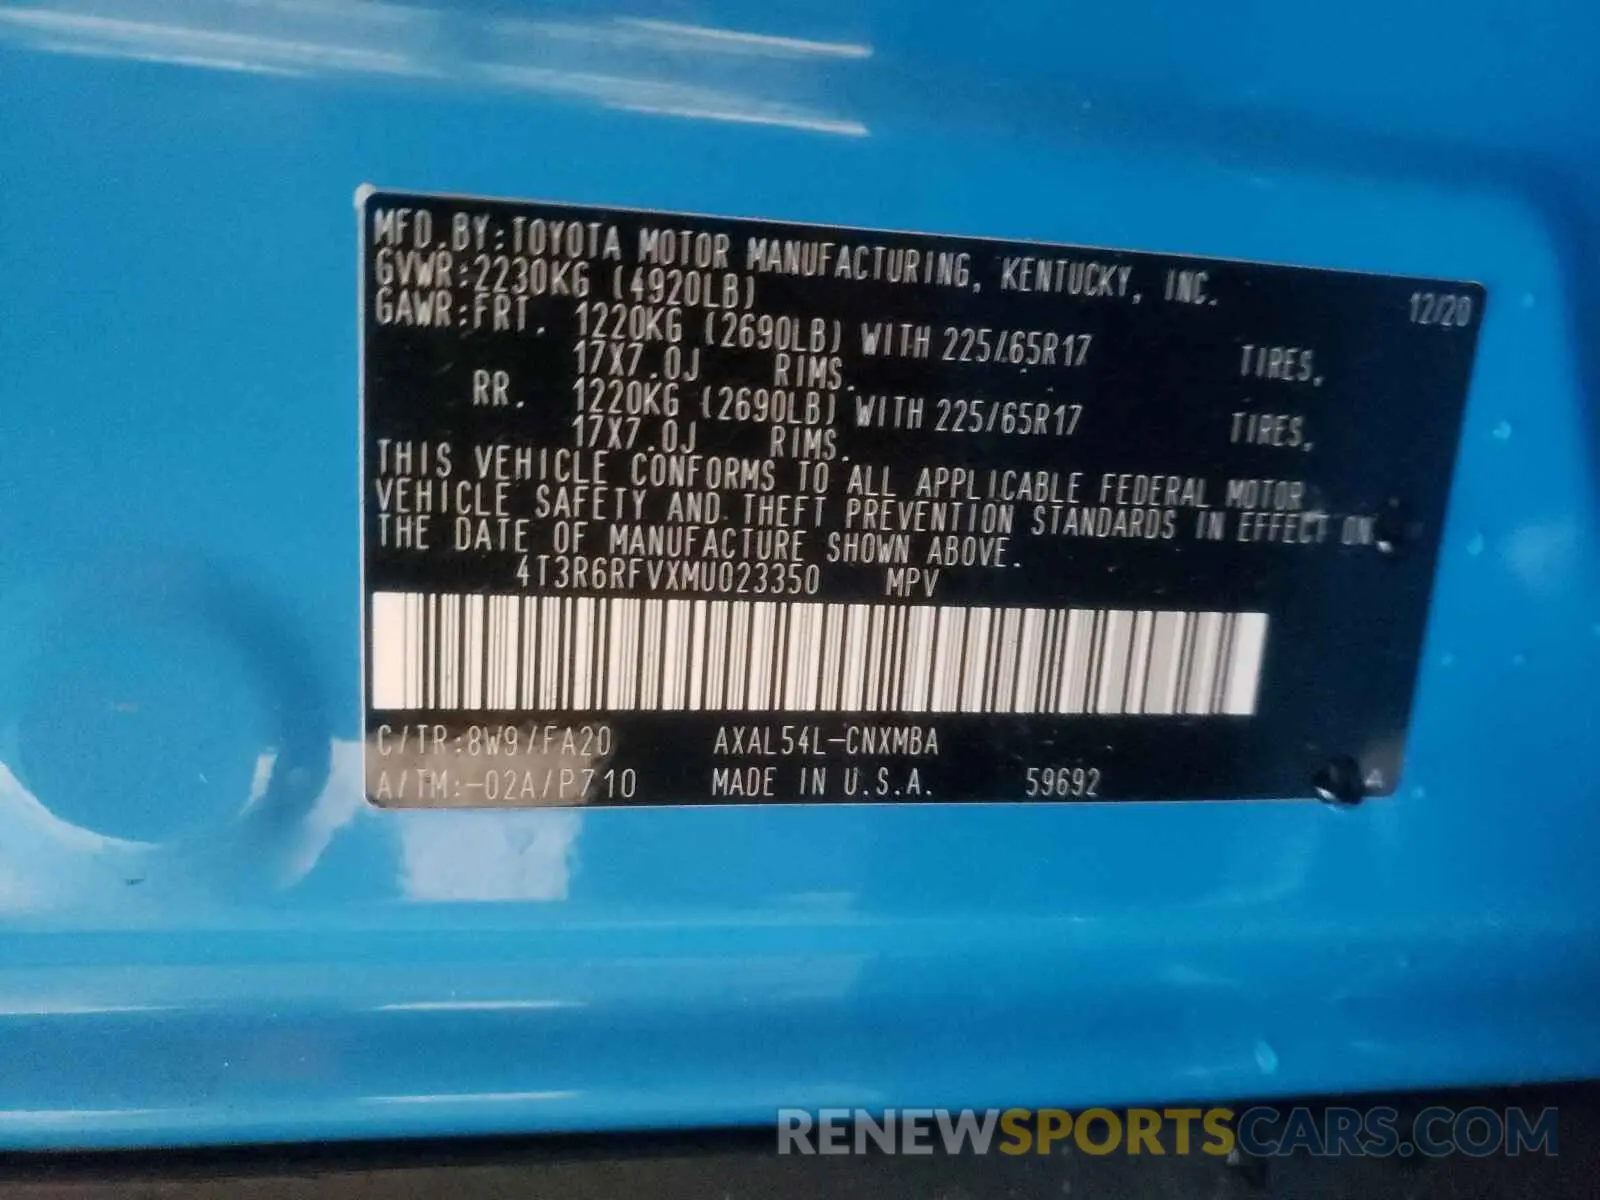 MFD.BY:TOYOTA MOTOR MANUFACTURING, KENTUCKY, INC.
GVWR:2230KG (4920LB) 12/20
GAWR:FRT. 1220KG (2690LB) WITH 225/65R17 TIRES,
17X7.0J RIMS.
RR. 1220KG (2690LB) WITH 225/65R17 TIRES,
17X7.0J RIMS.
THIS VEHICLE CONFORMS TO ALL APPLICABLE FEDERAL MOTOR
VEHICLE SAFETY AND THEFT PREVENTION STANDARDS IN EFFECT ON
THE DATE OF MANUFACTURE SHOWN ABOVE.
4T3R6RFVXMU023350 MPV
C/TR:8W9/FA20 AXAL54L-CNXMBA
A/TM:-02A/P710 MADE IN U.S.A. 59692 A
RENEWSPORTSCARS.COM